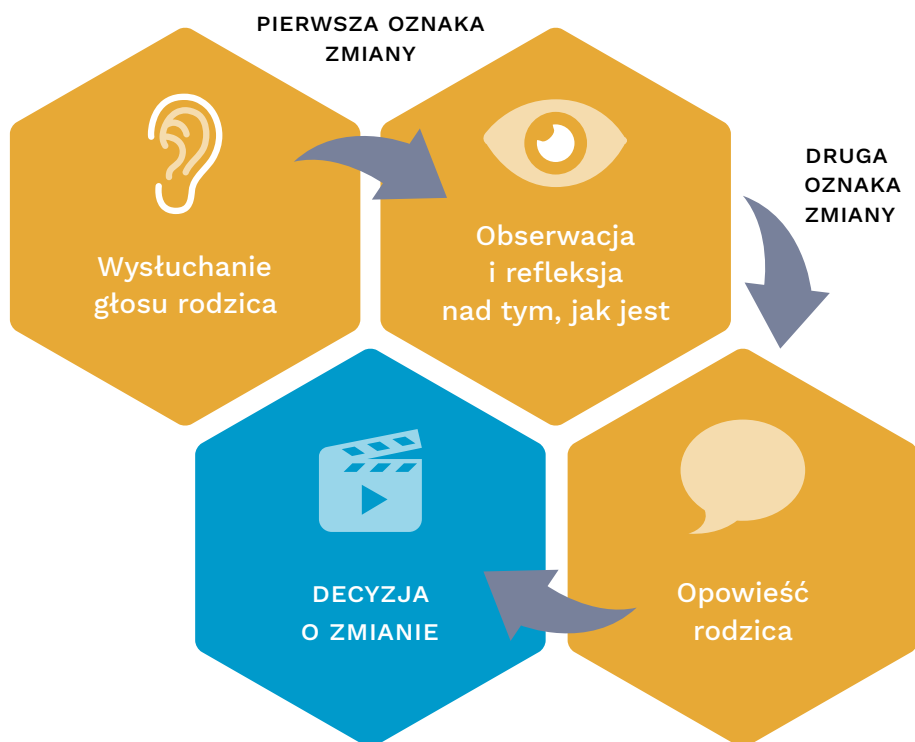 PIERWSZA OZNAKA
ZMIANY
Wysłuchanie
głosu rodzica
Obserwacja
i refleksja
nad tym, jak jest
DRUGA
OZNAKA
ZMIANY
Opowieść
rodzica
DECYZJA
O ZMIANIE